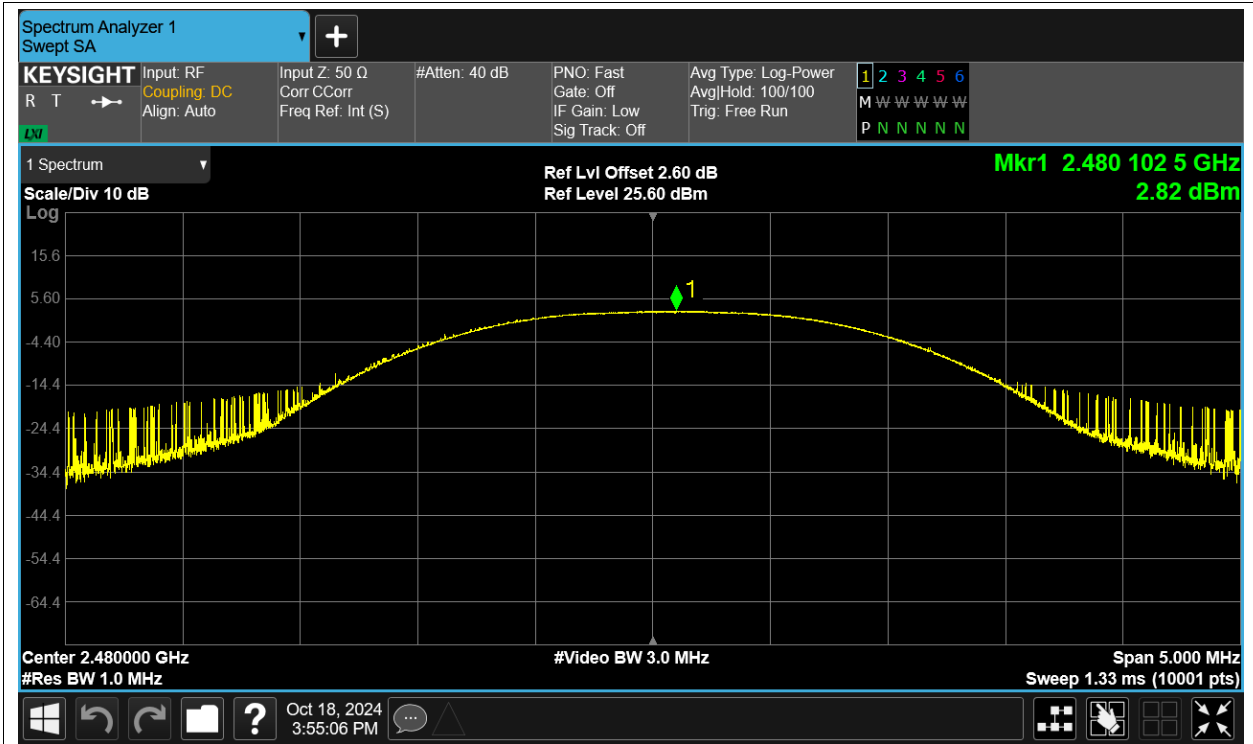 Spectrum Analyzer 1
Swept SA
+
KEYSIGHT
R T
LXI
Input: RF
Coupling: DC
Align: Auto
Input Z: 50 Ω
Corr CCorr
Freq Ref: Int (S)
#Atten: 40 dB
PNO: Fast
Gate: Off
IF Gain: Low
Sig Track: Off
Avg Type: Log-Power
Avg|Hold: 100/100
Trig: Free Run
1 2 3 4 5 6
M W W W W W
P N N N N N
1 Spectrum
Scale/Div 10 dB
Log
Ref Lvl Offset 2.60 dB
Ref Level 25.60 dBm
Mkr1 2.480 102 5 GHz
2.82 dBm
15.6
5.60
-4.40
-14.4
-24.4
-34.4
-44.4
-54.4
-64.4
1
Center 2.480000 GHz
#Res BW 1.0 MHz
#Video BW 3.0 MHz
Span 5.000 MHz
Sweep 1.33 ms (10001 pts)
?
Oct 18, 2024
3:55:06 PM